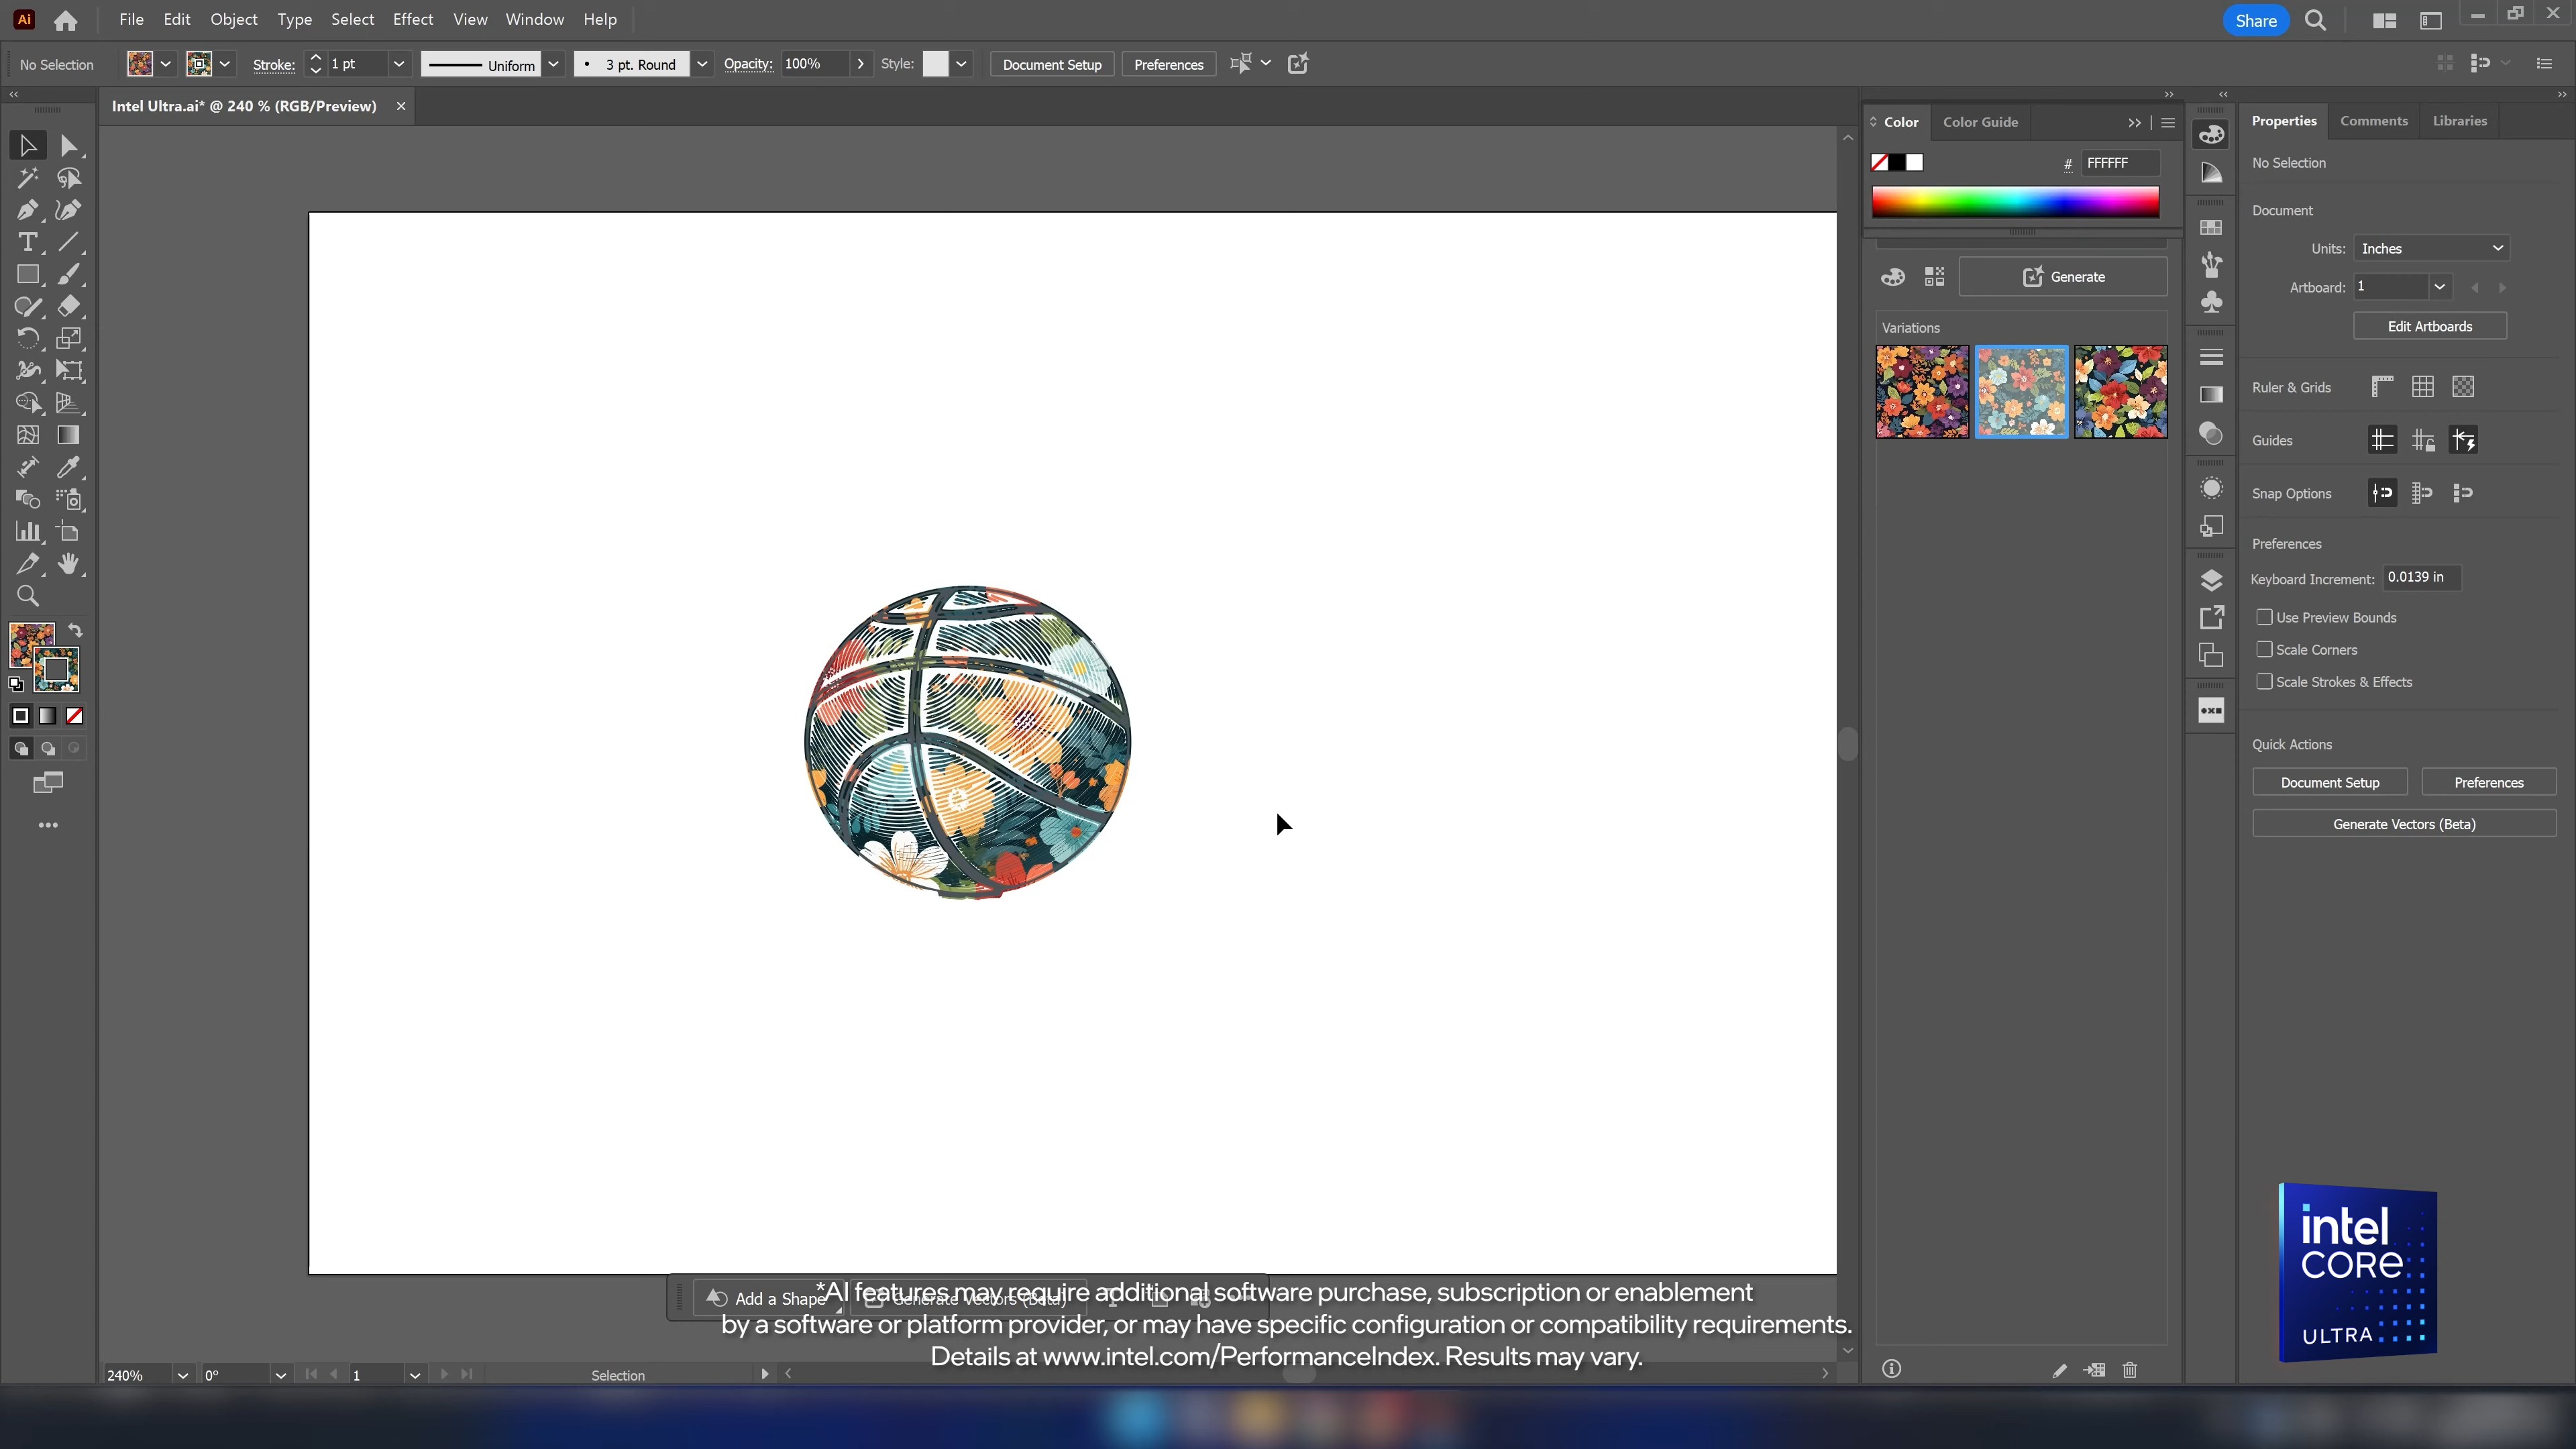 Ai File Edit Object Type Select Effect View Window Help Share
No Selection Stroke: 1 pt Uniform 3 pt. Round Opacity: 100% Style: Document Setup Preferences
Intel Ultra.ai* @ 240 % (RGB/Preview)
Color Color Guide
# FFFFFF
Generate
Variations
Properties Comments Libraries
No Selection
Document
Units: Inches
Artboard: 1
Edit Artboards
Ruler & Grids
Guides
Snap Options
Preferences
Keyboard Increment: 0.0139 in
Use Preview Bounds
Scale Corners
Scale Strokes & Effects
Quick Actions
Document Setup Preferences
Generate Vectors (Beta)
intel
CORE
ULTRA
Add a Shape Generate Vectors (Beta)
*AI features may require additional software purchase, subscription or enablement
by a software or platform provider, or may have specific configuration or compatibility requirements.
Details at www.intel.com/PerformanceIndex. Results may vary.
240% 0° 1 Selection